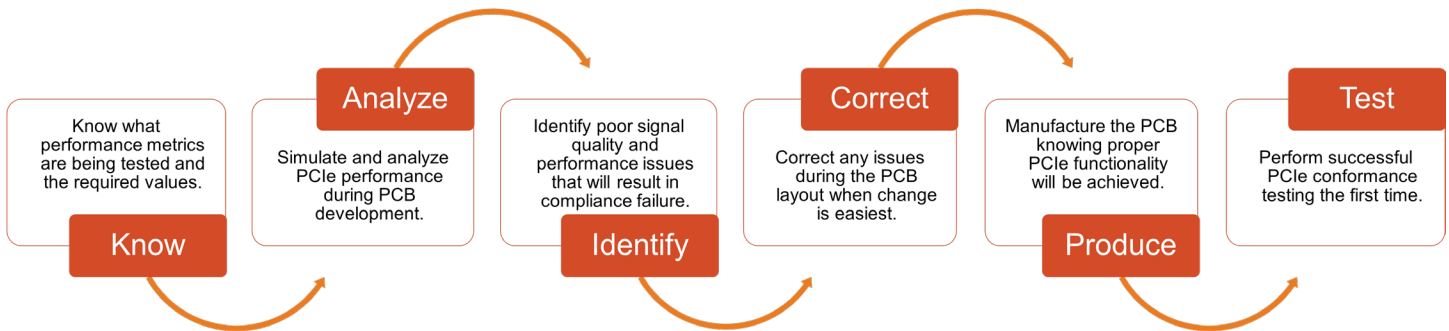 Know what
performance metrics
are being tested and
the required values.
Know
Analyze
Simulate and analyze
PCIe performance
during PCB
development.
Identify poor signal
quality and
performance issues
that will result in
compliance failure.
Identify
Correct
Correct any issues
during the PCB
layout when change
is easiest.
Manufacture the PCB
knowing proper
PCIe functionality
will be achieved.
Produce
Test
Perform successful
PCIe conformance
testing the first time.